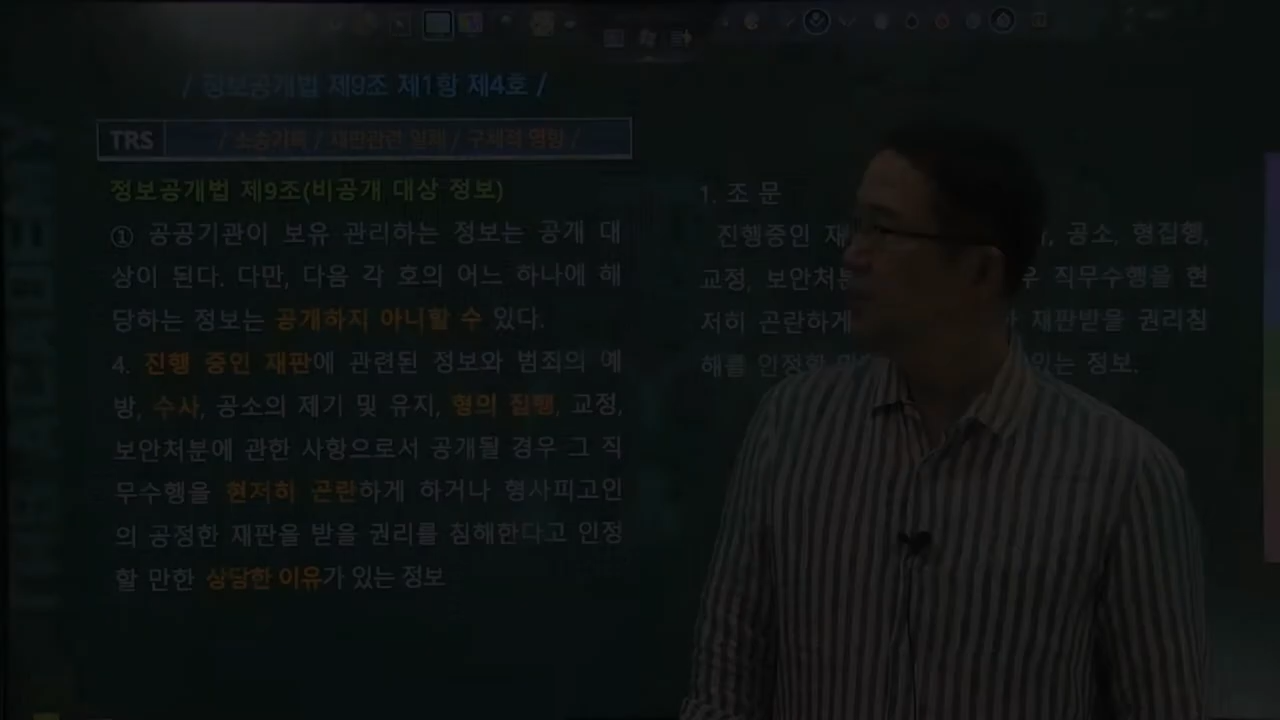 / 정보공개법 제9조 제1항 제4호 /
TRS / 소송기록 / 재판관련 일체 / 구체적 영향 /
정보공개법 제9조(비공개 대상 정보)
① 공공기관이 보유 관리하는 정보는 공개 대
상이 된다. 다만, 다음 각 호의 어느 하나에 해
당하는 정보는 공개하지 아니할 수 있다.
4. 진행 중인 재판에 관련된 정보와 범죄의 예
방, 수사, 공소의 제기 및 유지, 형의 집행, 교정,
보안처분에 관한 사항으로서 공개될 경우 그 직
무수행을 현저히 곤란하게 하거나 형사피고인
의 공정한 재판을 받을 권리를 침해한다고 인정
할 만한 상당한 이유가 있는 정보
1. 조 문
진행중인 공소, 형집행,
교정, 직무수행을 현
저히 곤란하게 재판받을 권리침
해를 인정할 있는 정보.